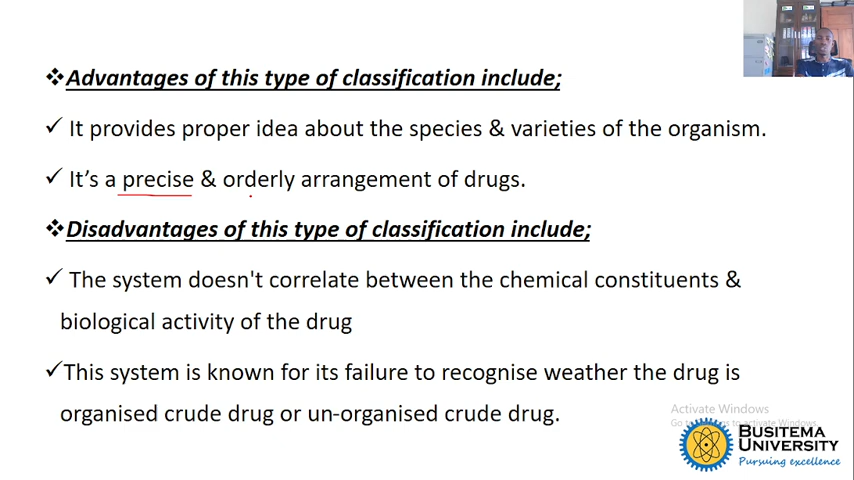 ❖Advantages of this type of classification include;
✓ It provides proper idea about the species & varieties of the organism.
✓ It’s a precise & orderly arrangement of drugs.
❖Disadvantages of this type of classification include;
✓ The system doesn't correlate between the chemical constituents &
biological activity of the drug
✓This system is known for its failure to recognise weather the drug is
organised crude drug or un-organised crude drug.
Activate Windows
Go to activate Windows.
BUSITEMA
UNIVERSITY
Pursuing excellence